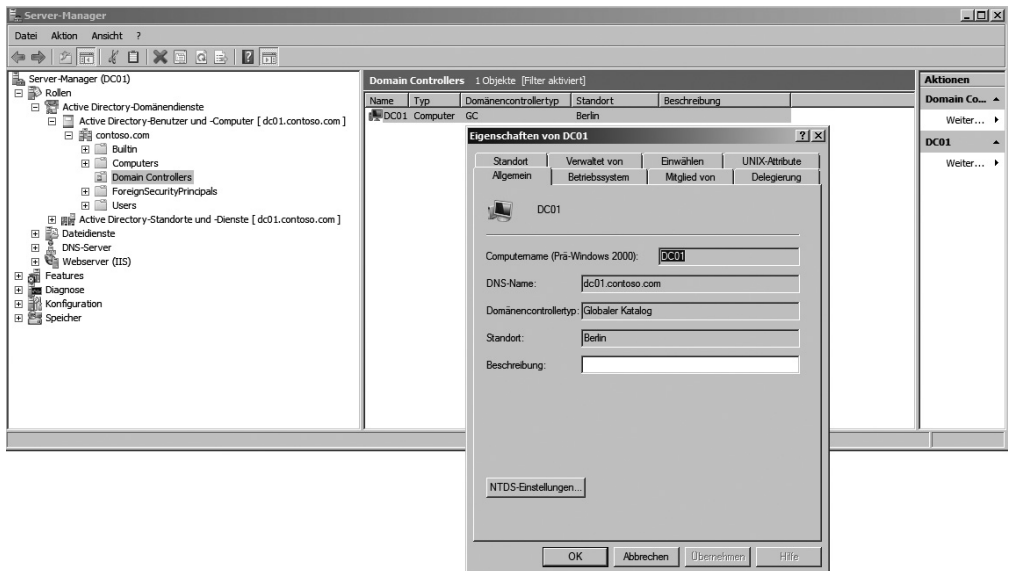 Server-Manager
Datei Aktion Ansicht ?
Server-Manager (DC01)
Rollen
Active Directory-Domänendienste
Active Directory-Benutzer und -Computer [ dc01.contoso.com ]
contoso.com
Builtin
Computers
Domain Controllers
ForeignSecurityPrincipals
Users
Active Directory-Standorte und -Dienste [ dc01.contoso.com ]
Dateidienste
DNS-Server
Webserver (IIS)
Features
Diagnose
Konfiguration
Speicher
Domain Controllers 1 Objekte [Filter aktiviert]
Name Typ Domänencontrollertyp Standort Beschreibung
DC01 Computer GC Berlin
Eigenschaften von DC01
Standort Verwaltet von Einwählen UNIX-Attribute
Allgemein Betriebssystem Mitglied von Delegierung
DC01
Computername (Prä-Windows 2000): DC01
DNS-Name: dc01.contoso.com
Domänencontrollertyp: Globaler Katalog
Standort: Berlin
Beschreibung:
NTDS-Einstellungen...
OK Abbrechen Übernehmen Hilfe
Aktionen
Domain Co...
Weiter...
DC01
Weiter...